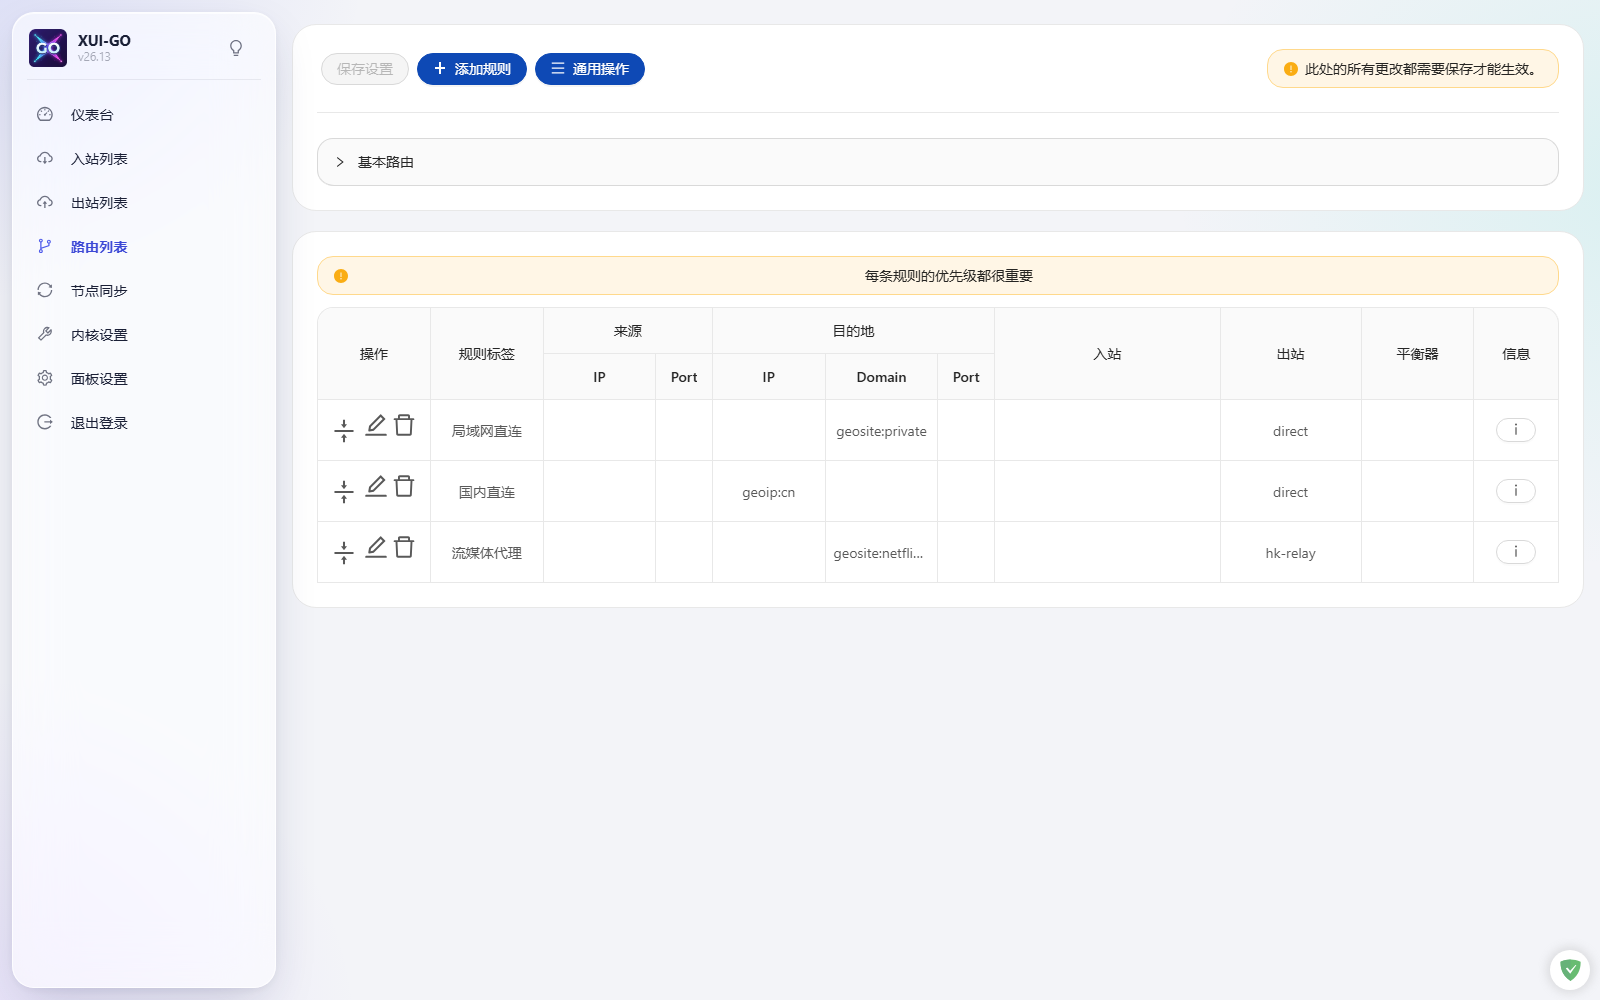 XUI-GO
v26.13
仪表台
入站列表
出站列表
路由列表
节点同步
内核设置
面板设置
退出登录
保存设置
添加规则
通用操作
此处的所有更改都需要保存才能生效。
基本路由
每条规则的优先级都很重要
操作 规则标签 来源 目的地 入站 出站 平衡器 信息
IP Port IP Domain Port
局域网直连 geosite:private direct
国内直连 geoip:cn direct
流媒体代理 geosite:netfli... hk-relay